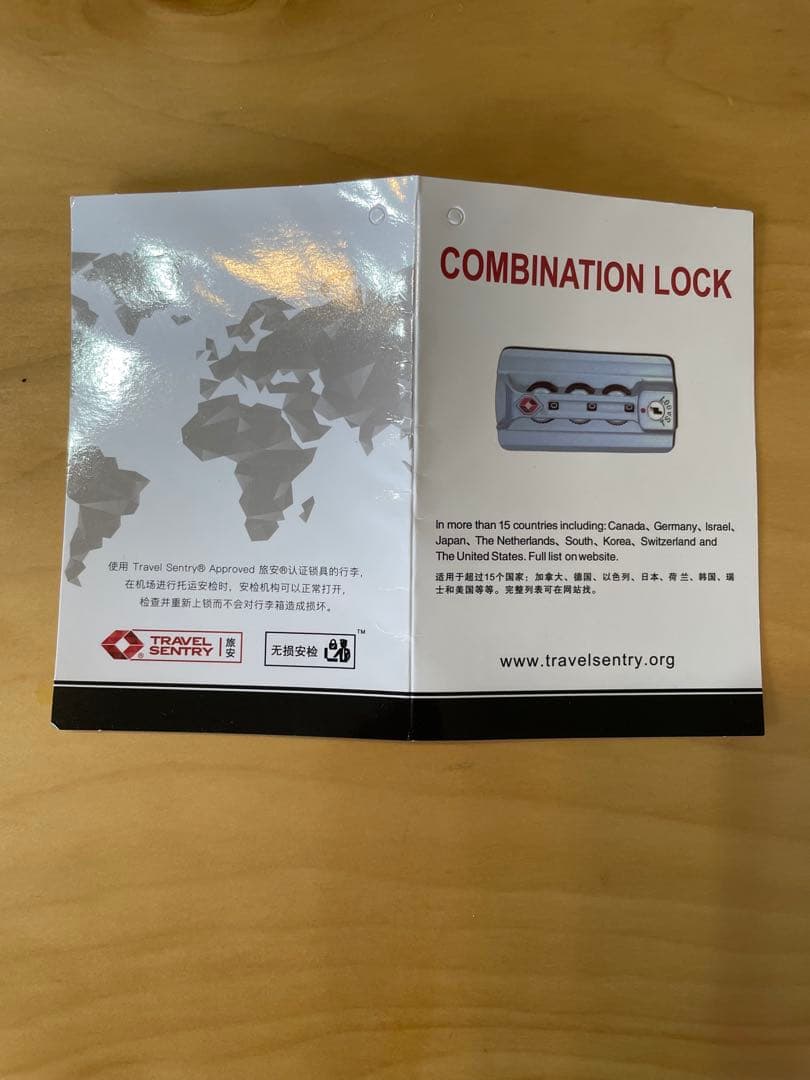 使用 Travel Sentry® Approved 旅安®认证锁具的行李，
在机场进行托运安检时，安检机构可以正常打开，
检查并重新上锁而不会对行李箱造成损坏。
TRAVEL
SENTRY®
旅
安
无损安检
TM
COMBINATION LOCK
0 0 0
In more than 15 countries including: Canada、Germany、Israel、
Japan、The Netherlands、South、Korea、Switzerland and
The United States. Full list on website.
适用于超过15个国家：加拿大、德国、以色列、日本、荷兰、韩国、瑞
士和美国等等。完整列表可在网站找。
www.travelsentry.org